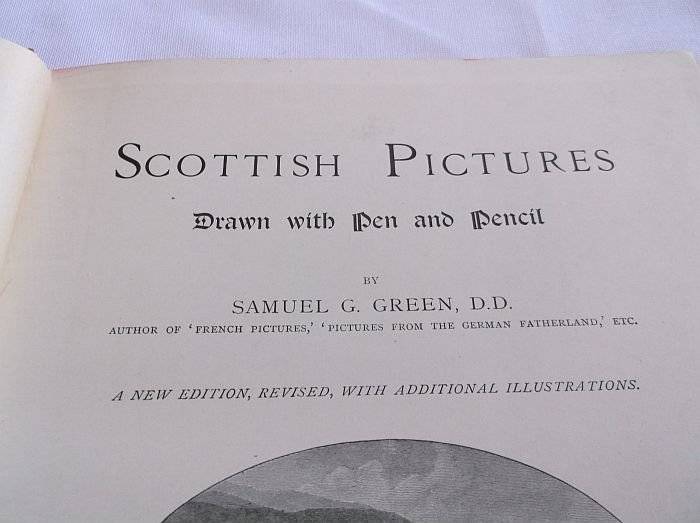 SCOTTISH PICTURES
Drawn with Pen and Pencil
BY
SAMUEL G. GREEN, D.D.
AUTHOR OF 'FRENCH PICTURES,' 'PICTURES FROM THE GERMAN FATHERLAND,' ETC.
A NEW EDITION, REVISED, WITH ADDITIONAL ILLUSTRATIONS.